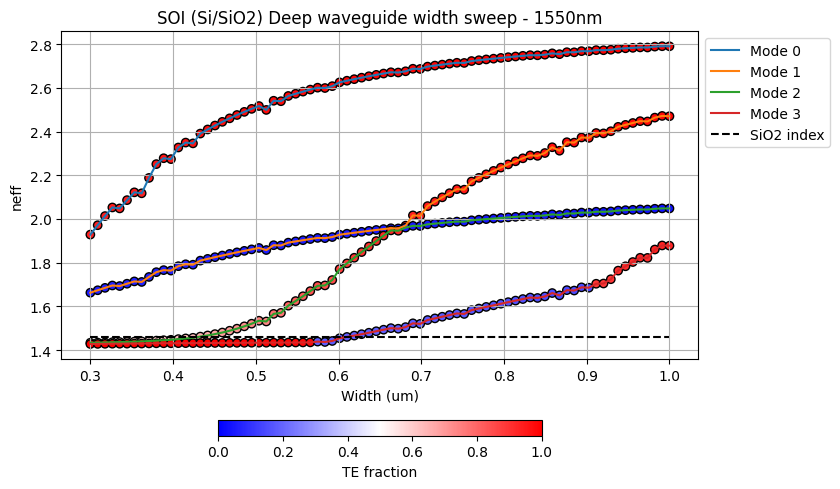 SOI (Si/SiO2) Deep waveguide width sweep - 1550nm
2.8
2.6
2.4
2.2
2.0
1.8
1.6
1.4
neff
0.3 0.4 0.5 0.6 0.7 0.8 0.9 1.0
Width (um)
Mode 0
Mode 1
Mode 2
Mode 3
SiO2 index
0.0 0.2 0.4 0.6 0.8 1.0
TE fraction